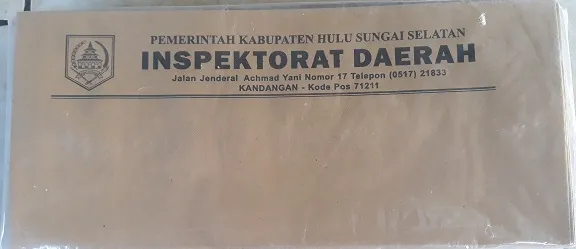 PEMERINTAH KABUPATEN HULU SUNGAI SELATAN
INSPEKTORAT DAERAH
Jalan Jenderal Achmad Yani Nomor 17 Telepon (0517) 21833
KANDANGAN - Kode Pos 71211